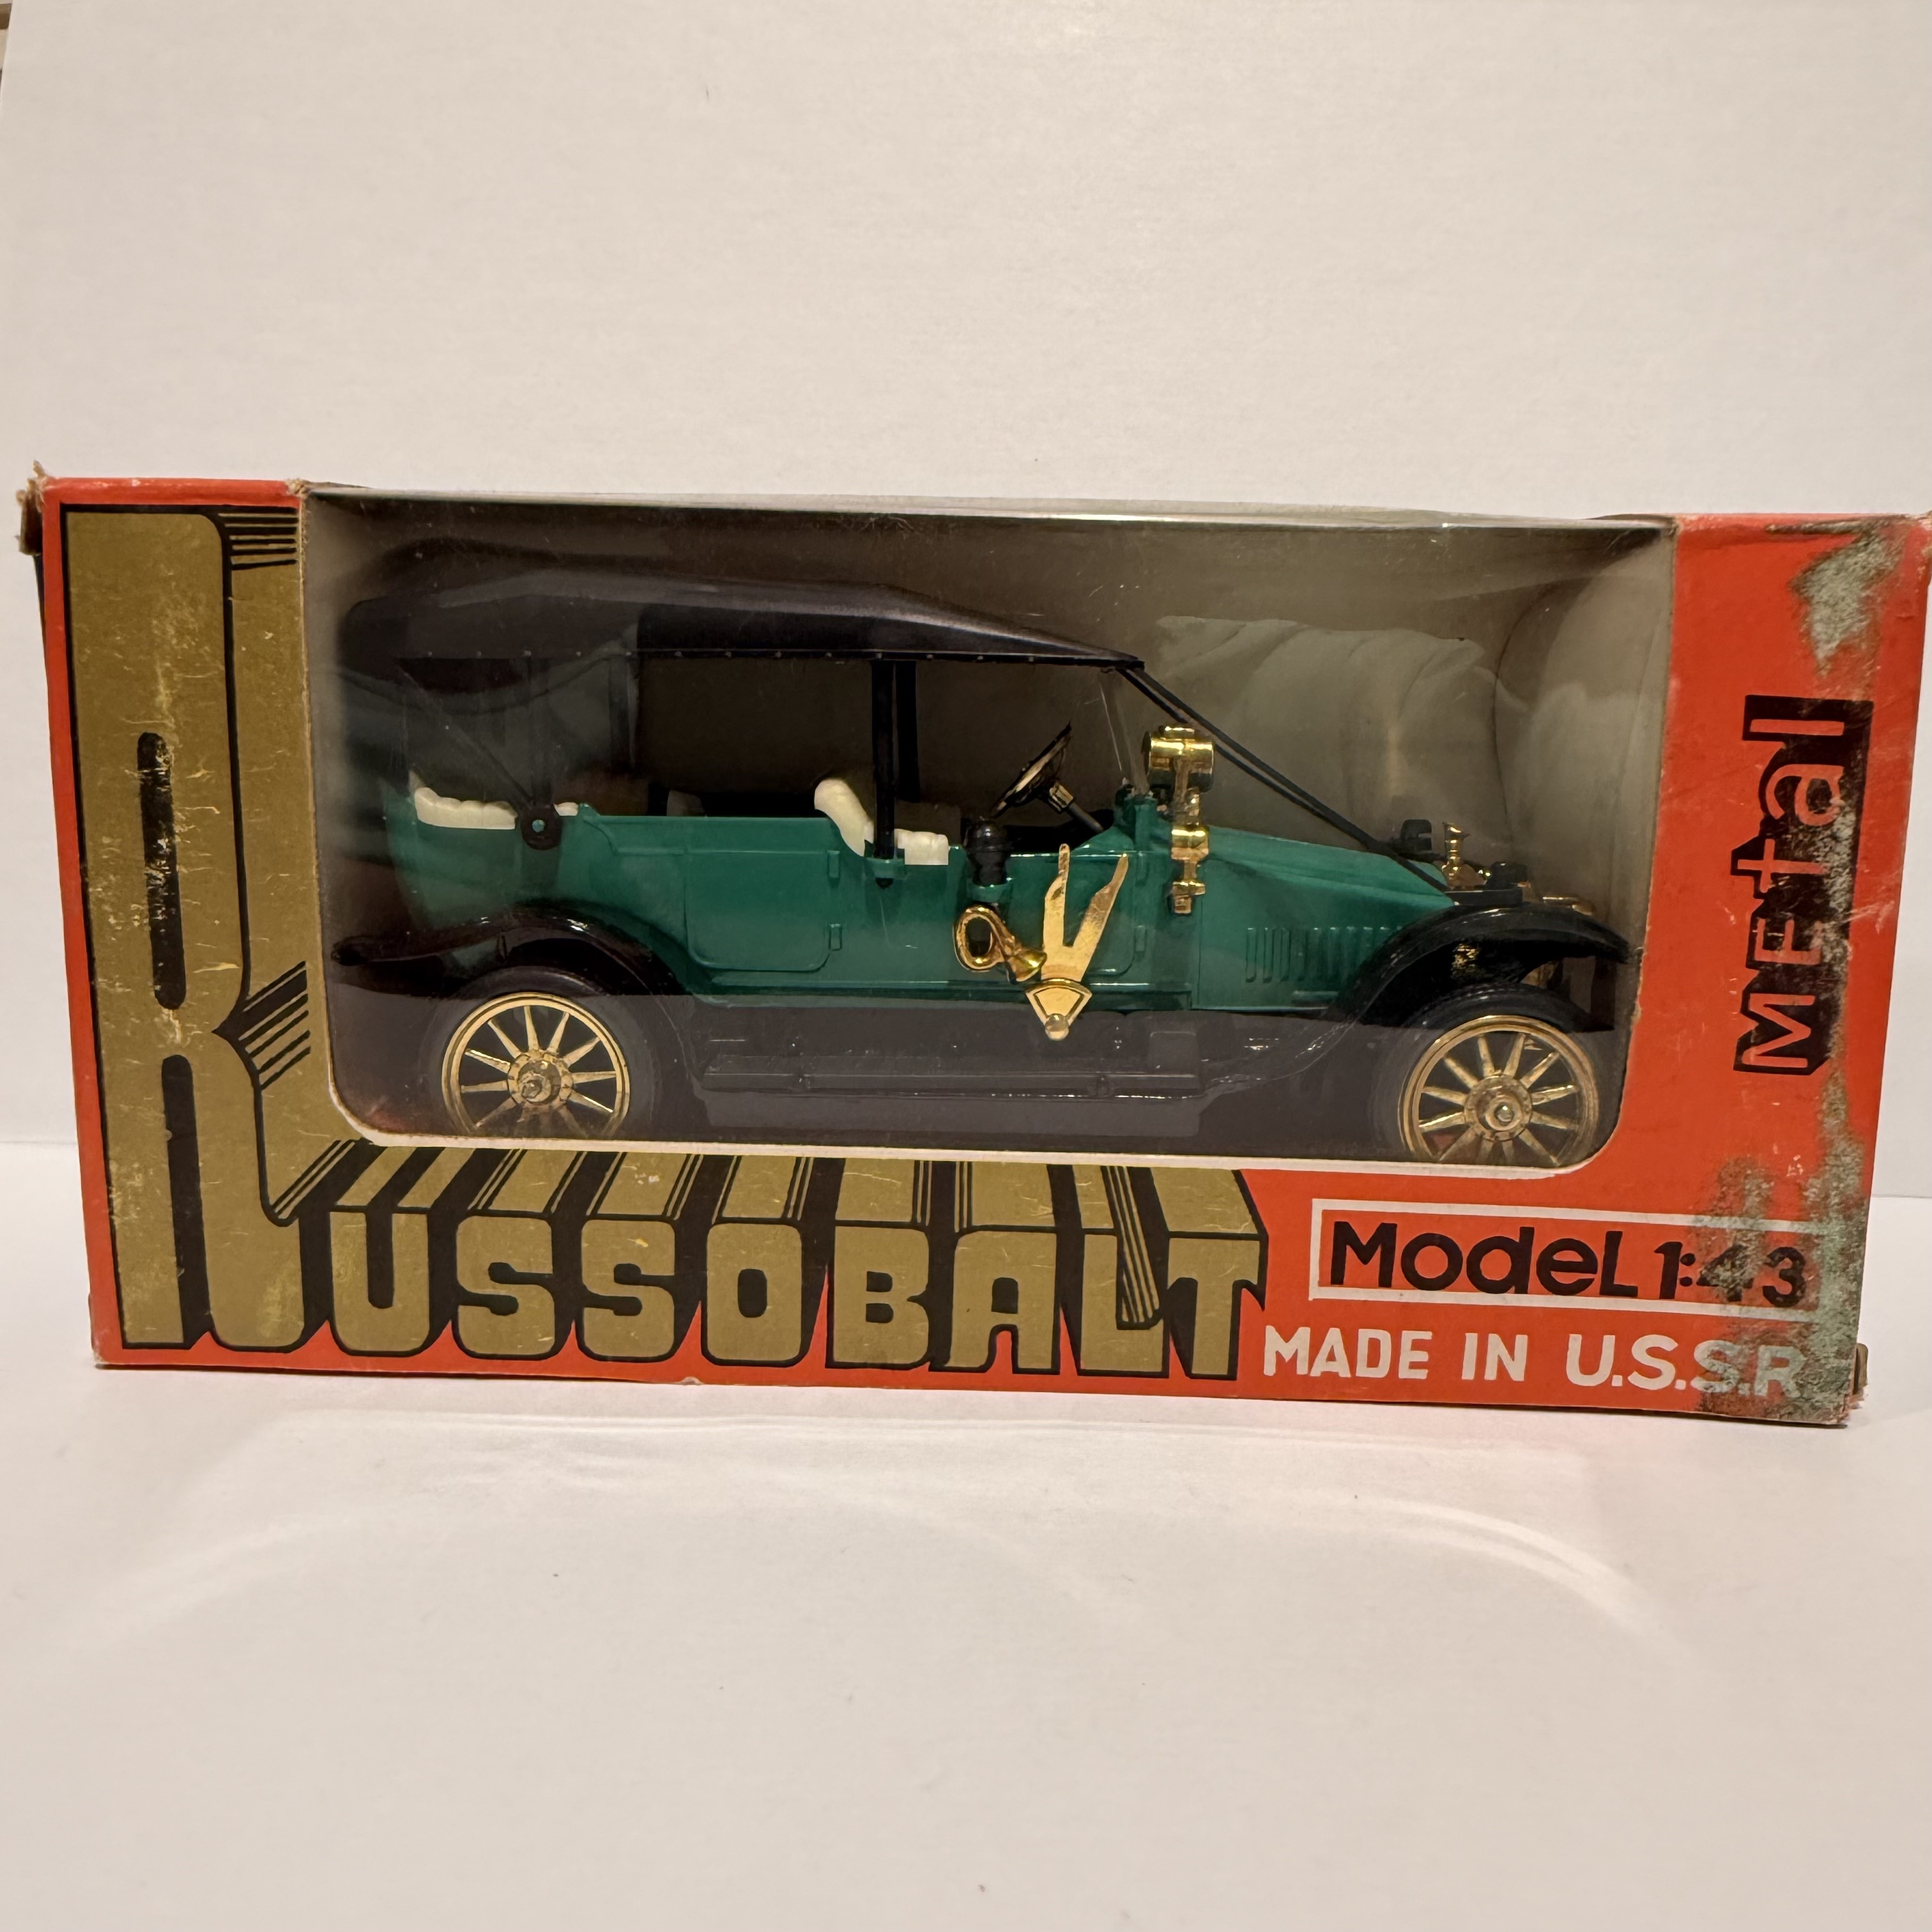 RUSSOBALT
Metal
Model 1:43
MADE IN U.S.S.R